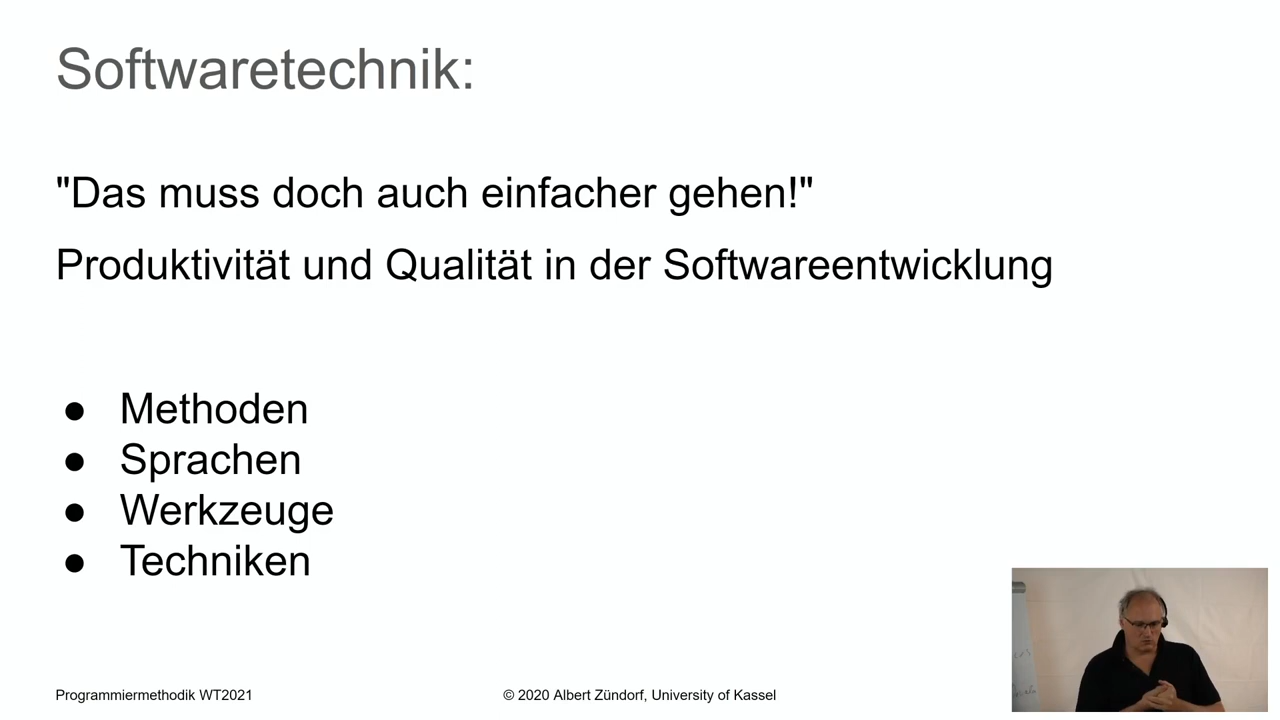 Softwaretechnik:
"Das muss doch auch einfacher gehen!"
Produktivität und Qualität in der Softwareentwicklung
● Methoden
● Sprachen
● Werkzeuge
● Techniken
Programmiermethodik WT2021
© 2020 Albert Zündorf, University of Kassel